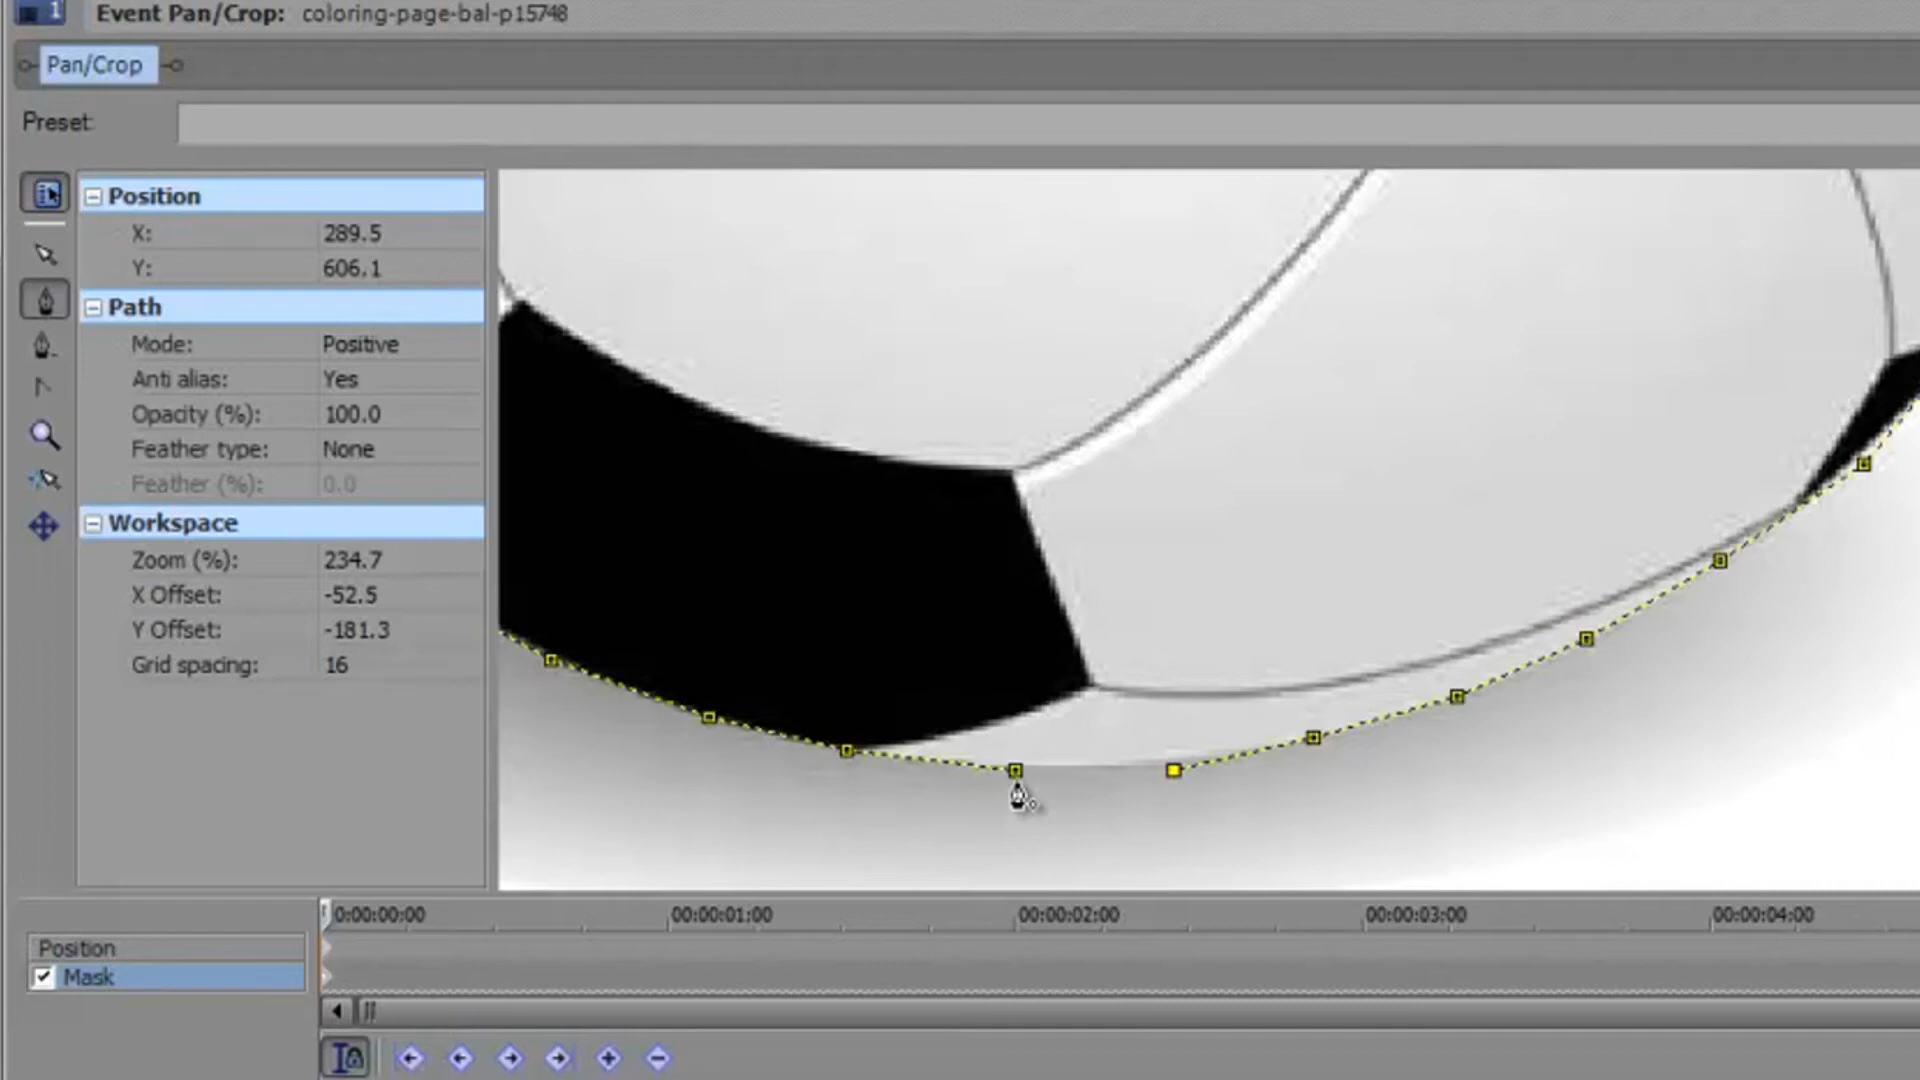 1 Event Pan/Crop: coloring-page-bal-p15748
Pan/Crop
Preset:
Position
X: 289.5
Y: 606.1
Path
Mode: Positive
Anti alias: Yes
Opacity (%): 100.0
Feather type: None
Feather (%): 0.0
Workspace
Zoom (%): 234.7
X Offset: -52.5
Y Offset: -181.3
Grid spacing: 16
0:00:00:00 00:00:01:00 00:00:02:00 00:00:03:00 00:00:04:00
Position
Mask